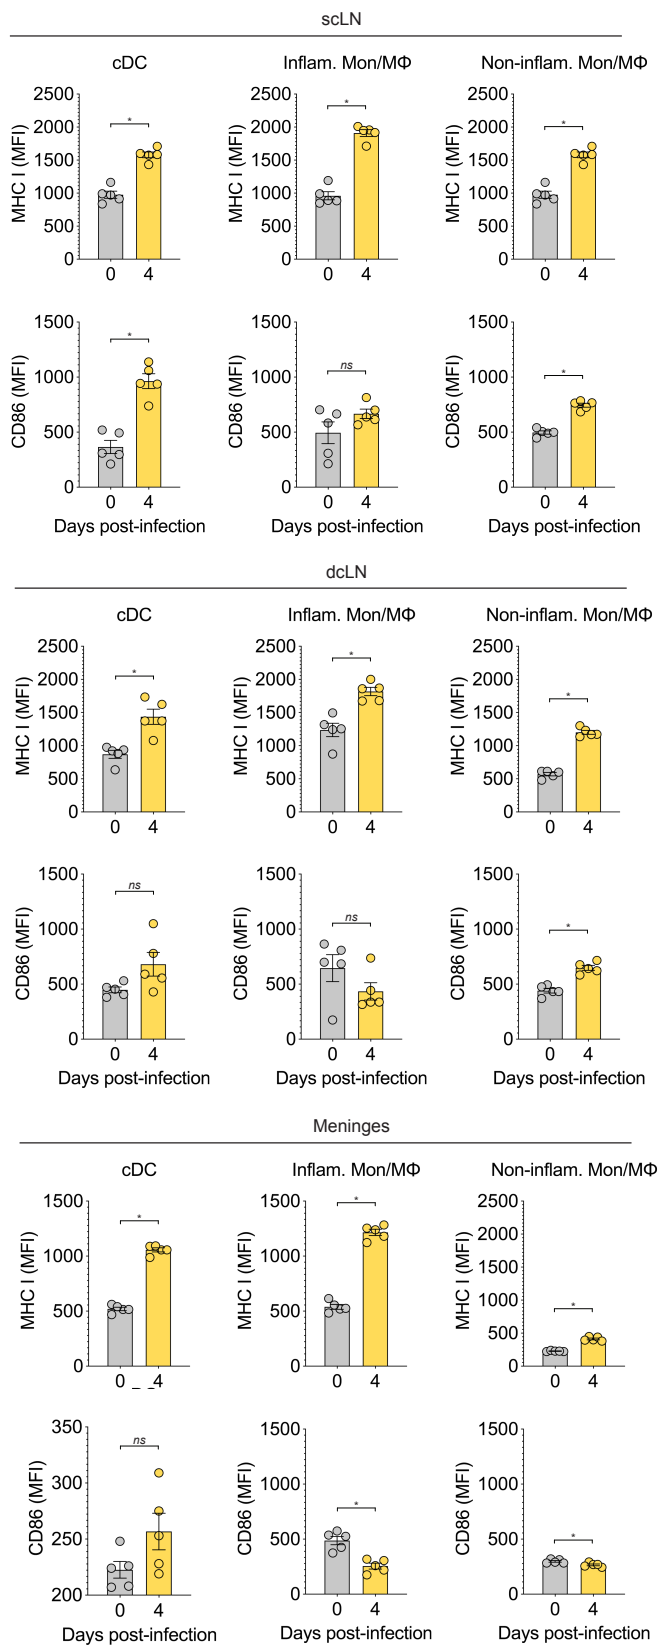 scLN
cDC Inflam. Mon/MΦ Non-inflam. Mon/MΦ
MHC I (MFI) 2500 2000 1500 1000 500 0 * 0 4
MHC I (MFI) 2500 2000 1500 1000 500 0 * 0 4
MHC I (MFI) 2500 2000 1500 1000 500 0 * 0 4
CD86 (MFI) 1500 1000 500 0 * 0 4
Days post-infection
CD86 (MFI) 1500 1000 500 0 ns 0 4
Days post-infection
CD86 (MFI) 1500 1000 500 0 * 0 4
Days post-infection
dcLN
cDC Inflam. Mon/MΦ Non-inflam. Mon/MΦ
MHC I (MFI) 2500 2000 1500 1000 500 0 * 0 4
MHC I (MFI) 2500 2000 1500 1000 500 0 * 0 4
MHC I (MFI) 2500 2000 1500 1000 500 0 * 0 4
CD86 (MFI) 1500 1000 500 0 ns 0 4
Days post-infection
CD86 (MFI) 1500 1000 500 0 ns 0 4
Days post-infection
CD86 (MFI) 1500 1000 500 0 * 0 4
Days post-infection
Meninges
cDC Inflam. Mon/MΦ Non-inflam. Mon/MΦ
MHC I (MFI) 1500 1000 500 0 * 0 4
MHC I (MFI) 1500 1000 500 0 * 0 4
MHC I (MFI) 2500 2000 1500 1000 500 0 * 0 4
CD86 (MFI) 350 300 250 200 ns 0 4
Days post-infection
CD86 (MFI) 1500 1000 500 0 * 0 4
Days post-infection
CD86 (MFI) 1500 1000 500 0 * 0 4
Days post-infection